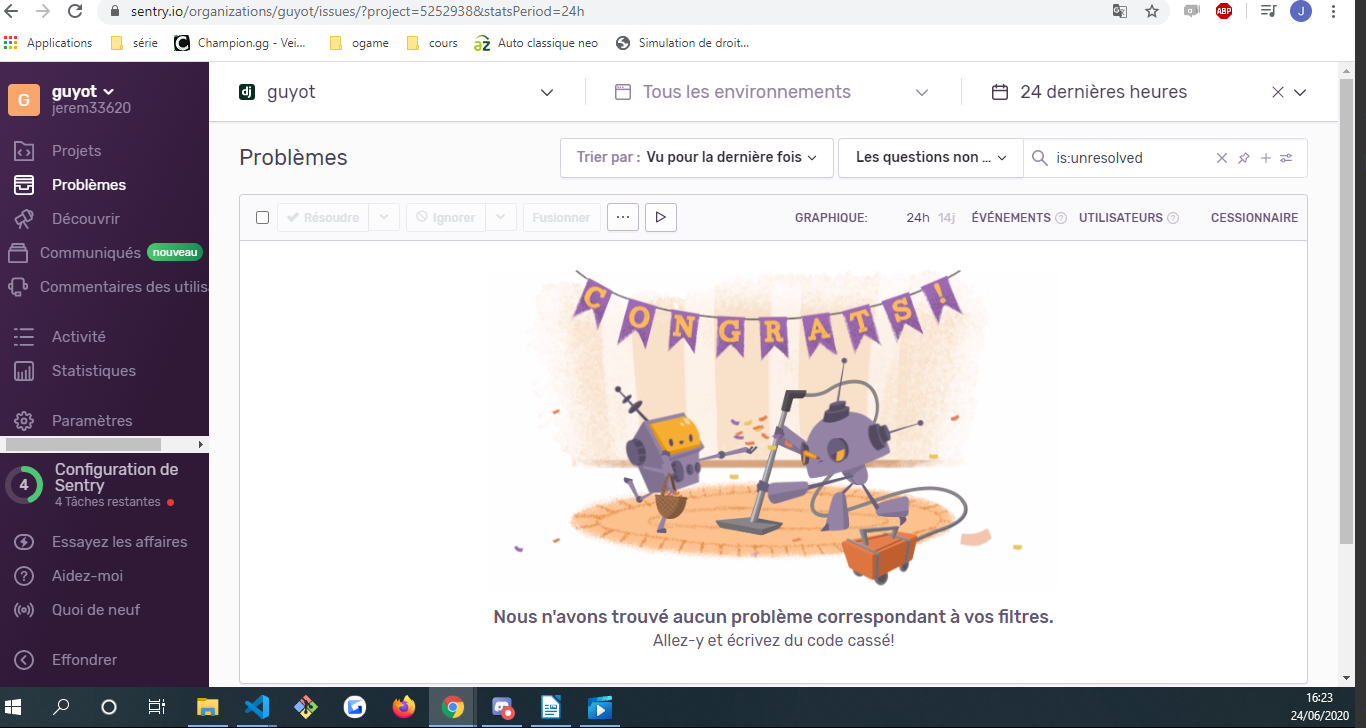 sentry.io/organizations/guyot/issues/?project=5252938&statsPeriod=24h
ABP
J
Applications série Champion.gg - Vei... ogame cours Auto classique neo Simulation de droit...
G
guyot
jerem33620
Projets
Problèmes
Découvrir
Communiqués nouveau
Commentaires des utilis
Activité
Statistiques
Paramètres
4
Configuration de
Sentry
4 Tâches restantes
Essayez les affaires
Aidez-moi
Quoi de neuf
Effondrer
dj guyot Tous les environnements 24 dernières heures
Problèmes Trier par : Vu pour la dernière fois Les questions non ... is:unresolved
Résoudre Ignorer Fusionner ... GRAPHIQUE: 24h 14j ÉVÉNEMENTS ? UTILISATEURS ? CESSIONNAIRE
CONGRATS!
Nous n'avons trouvé aucun problème correspondant à vos filtres.
Allez-y et écrivez du code cassé!
16:23
24/06/2020